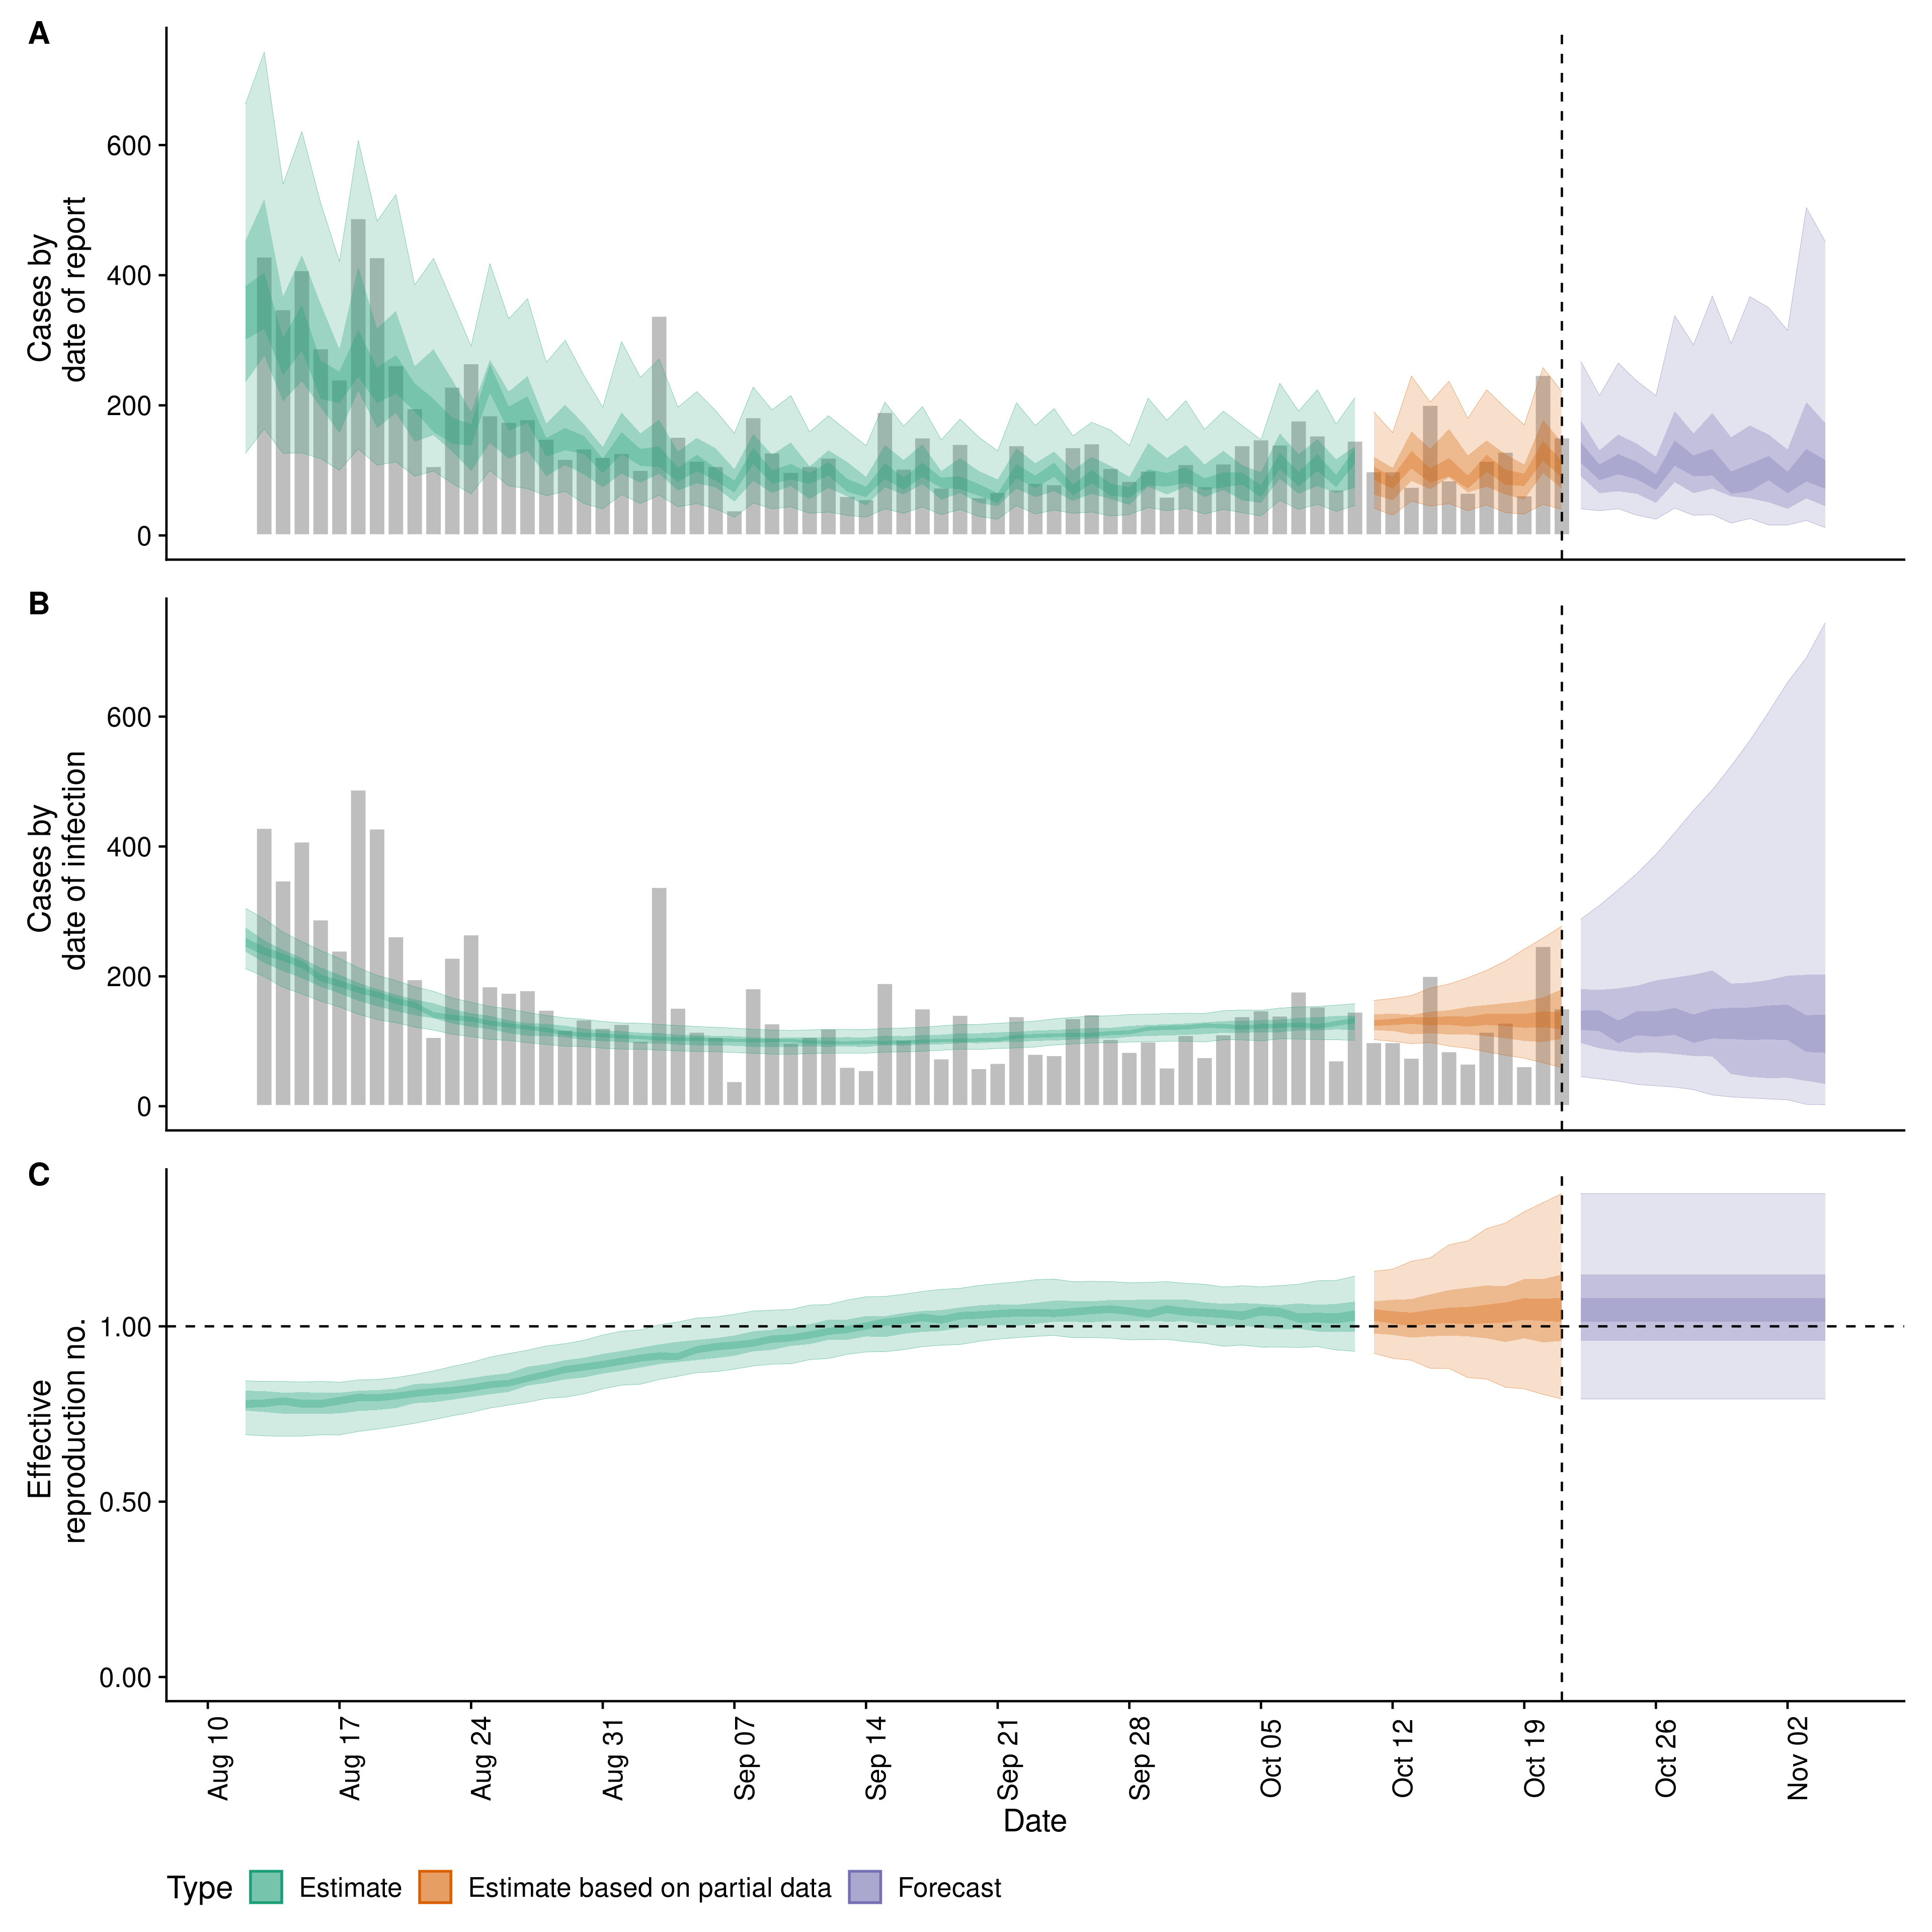 A
Cases by
date of report
600
400
200
0
B
Cases by
date of infection
600
400
200
0
C
Effective
reproduction no.
1.00
0.50
0.00
Aug 10
Aug 17
Aug 24
Aug 31
Sep 07
Sep 14
Sep 21
Sep 28
Oct 05
Oct 12
Oct 19
Oct 26
Nov 02
Date
Type Estimate Estimate based on partial data Forecast